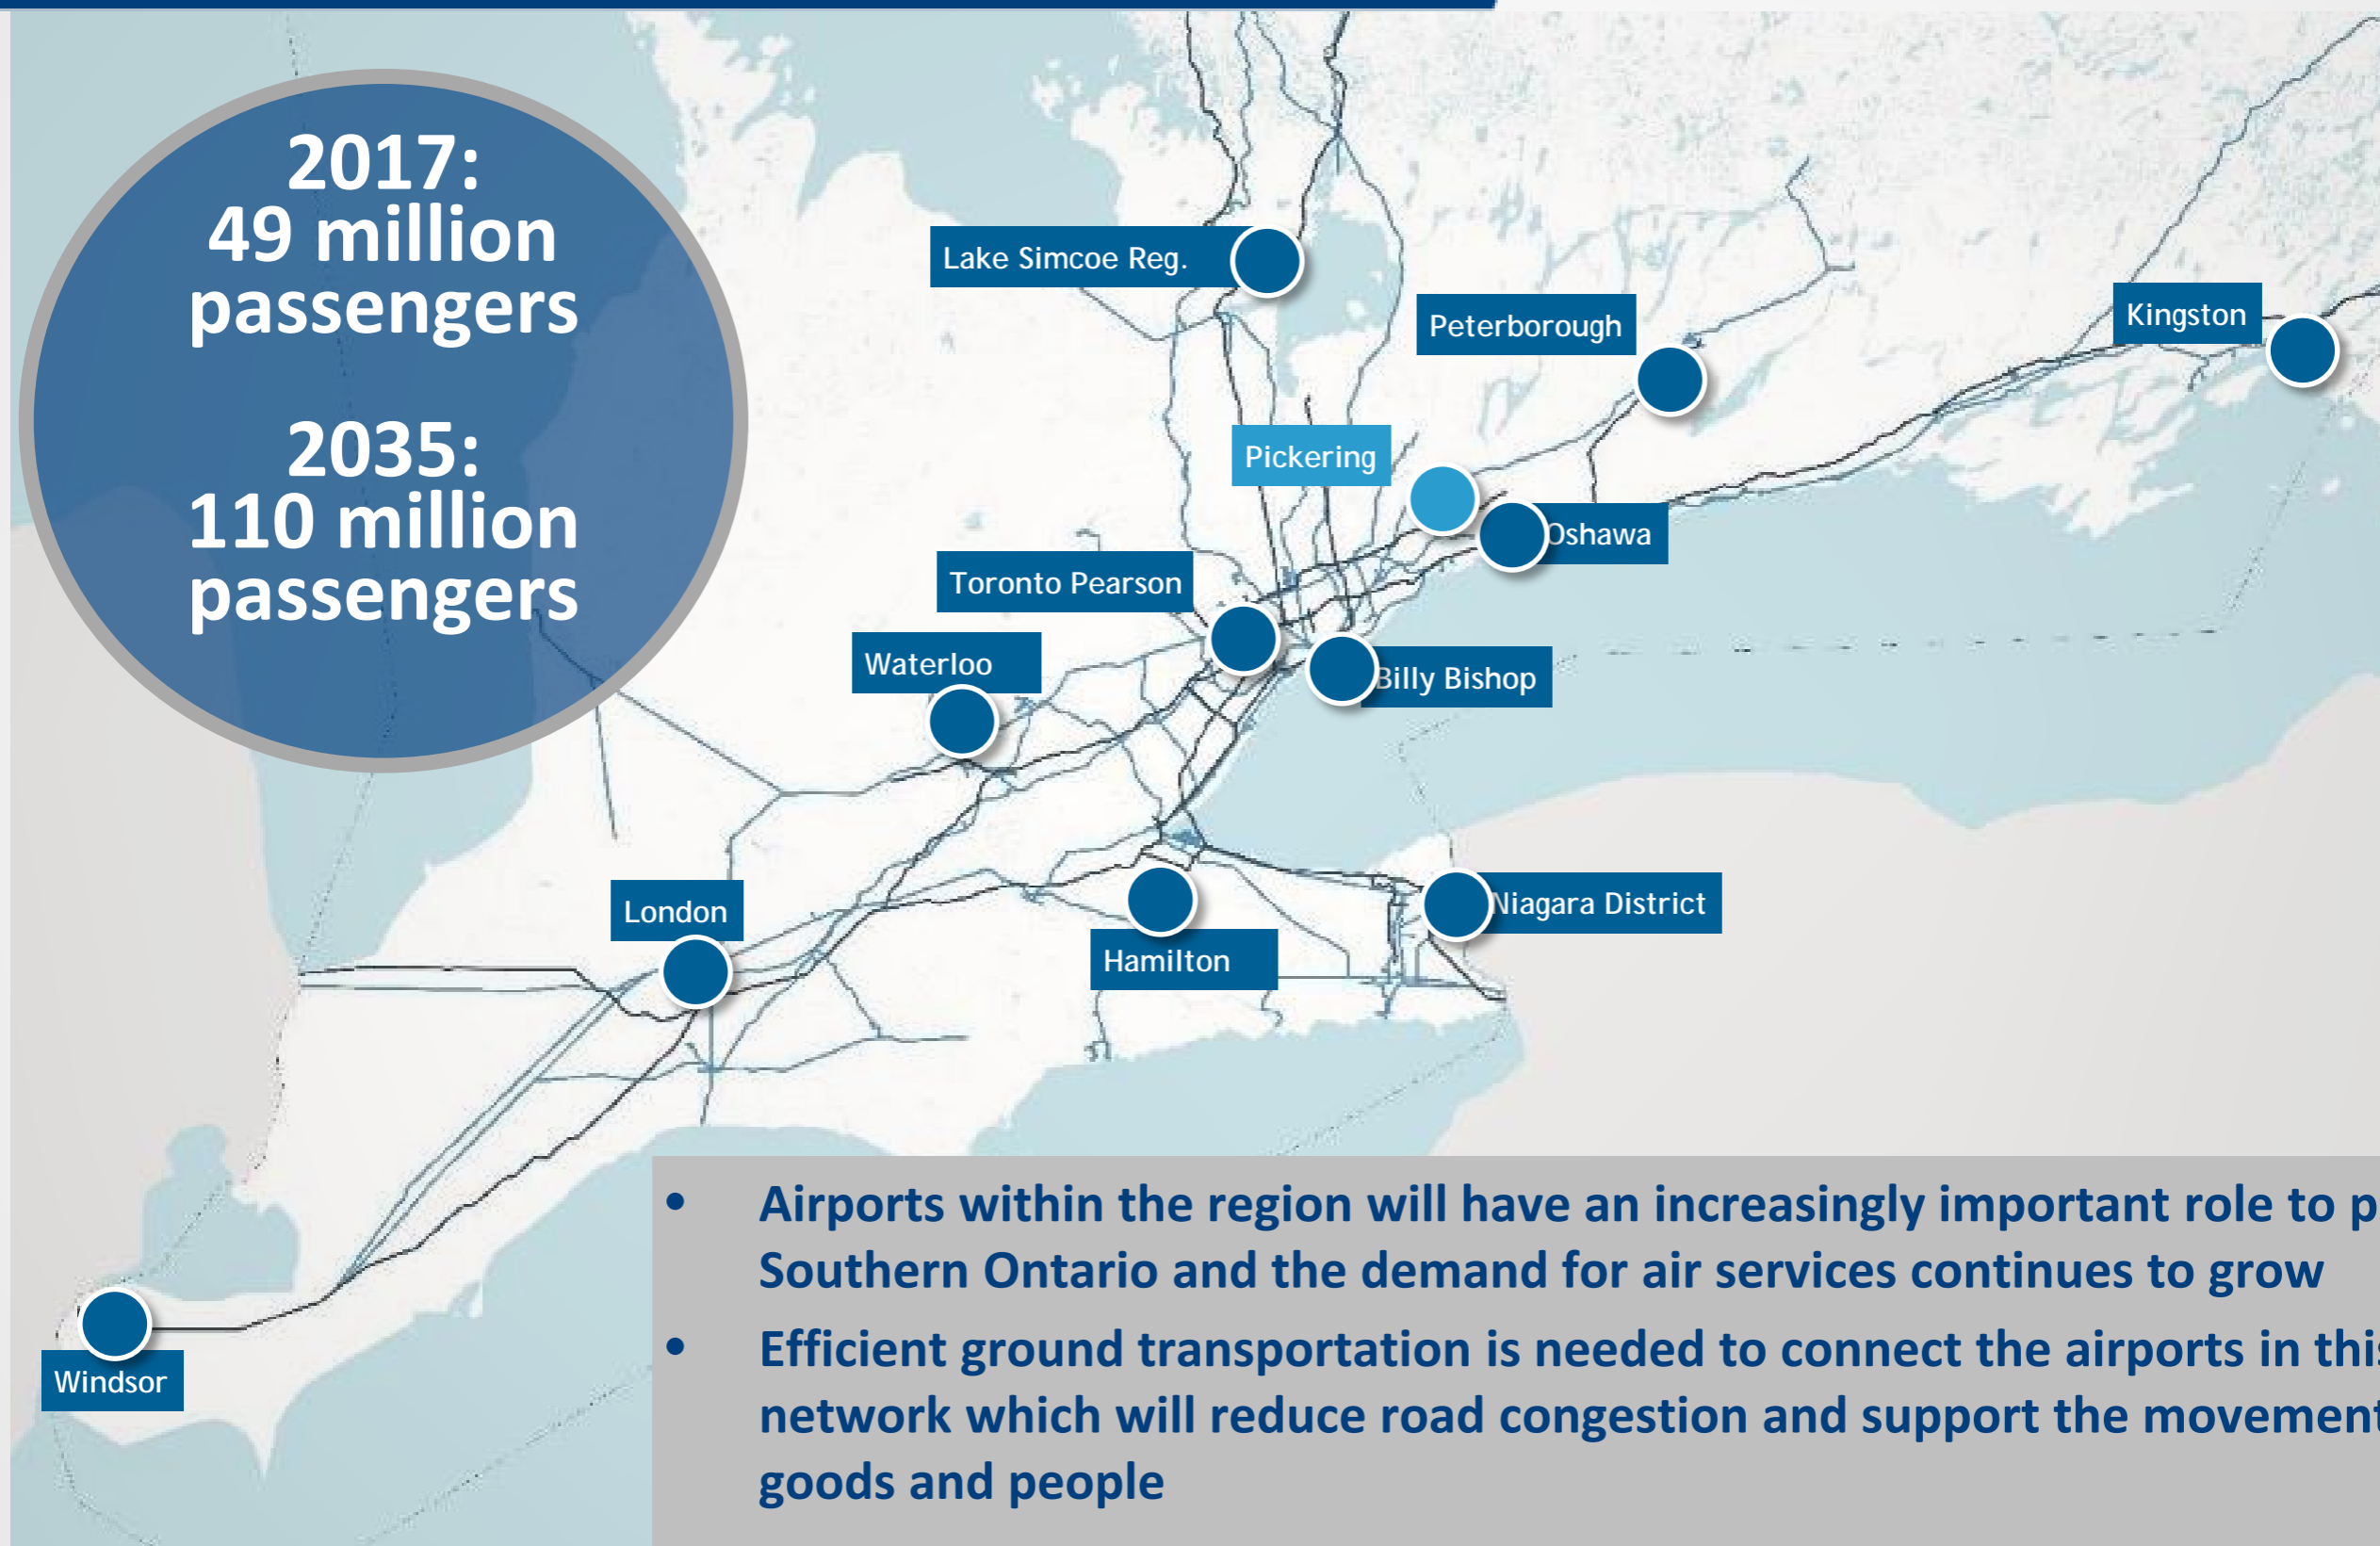 2017:
49 million
passengers
2035:
110 million
passengers
Lake Simcoe Reg.
Peterborough
Kingston
Pickering
Oshawa
Toronto Pearson
Waterloo
Billy Bishop
London
Niagara District
Hamilton
Windsor
• Airports within the region will have an increasingly important role to
Southern Ontario and the demand for air services continues to grow
• Efficient ground transportation is needed to connect the airports in this
network which will reduce road congestion and support the movement
goods and people